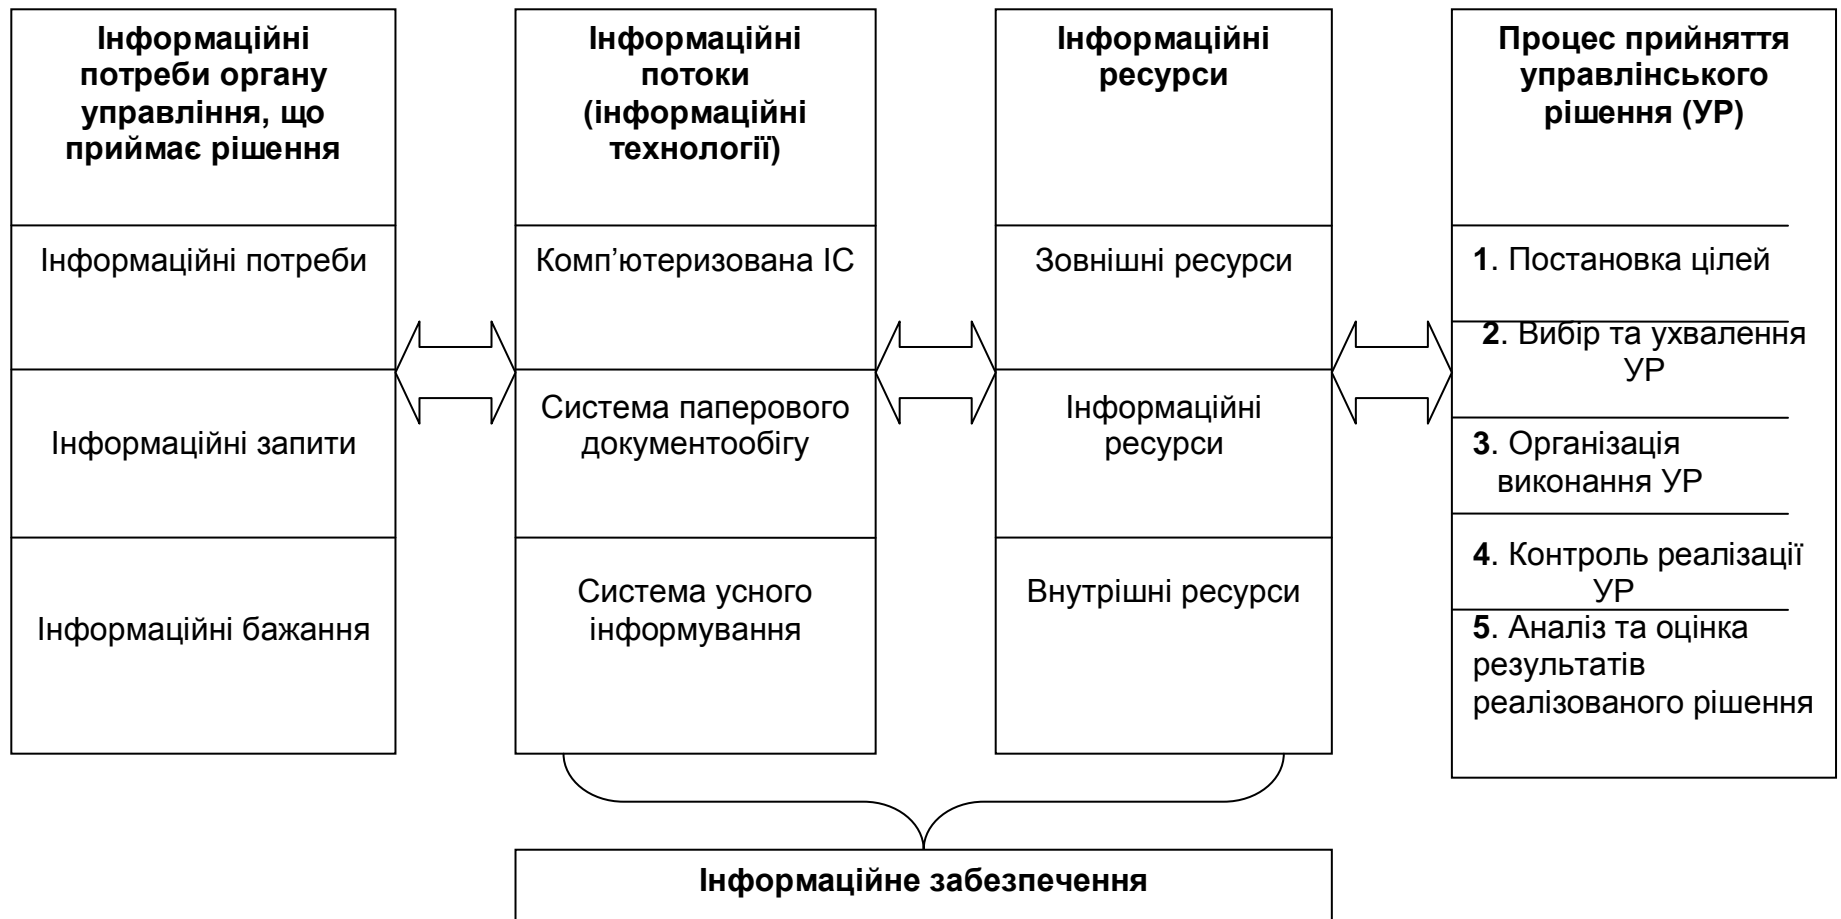 Інформаційні
потреби органу
управління, що
приймає рішення
Інформаційні потреби
Інформаційні запити
Інформаційні бажання
Інформаційні
потоки
(інформаційні
технології)
Комп’ютеризована ІС
Система паперового
документообігу
Система усного
інформування
Інформаційні
ресурси
Зовнішні ресурси
Інформаційні
ресурси
Внутрішні ресурси
Процес прийняття
управлінського
рішення (УР)
1. Постановка цілей
2. Вибір та ухвалення
УР
3. Організація
виконання УР
4. Контроль реалізації
УР
5. Аналіз та оцінка
результатів
реалізованого рішення
Інформаційне забезпечення